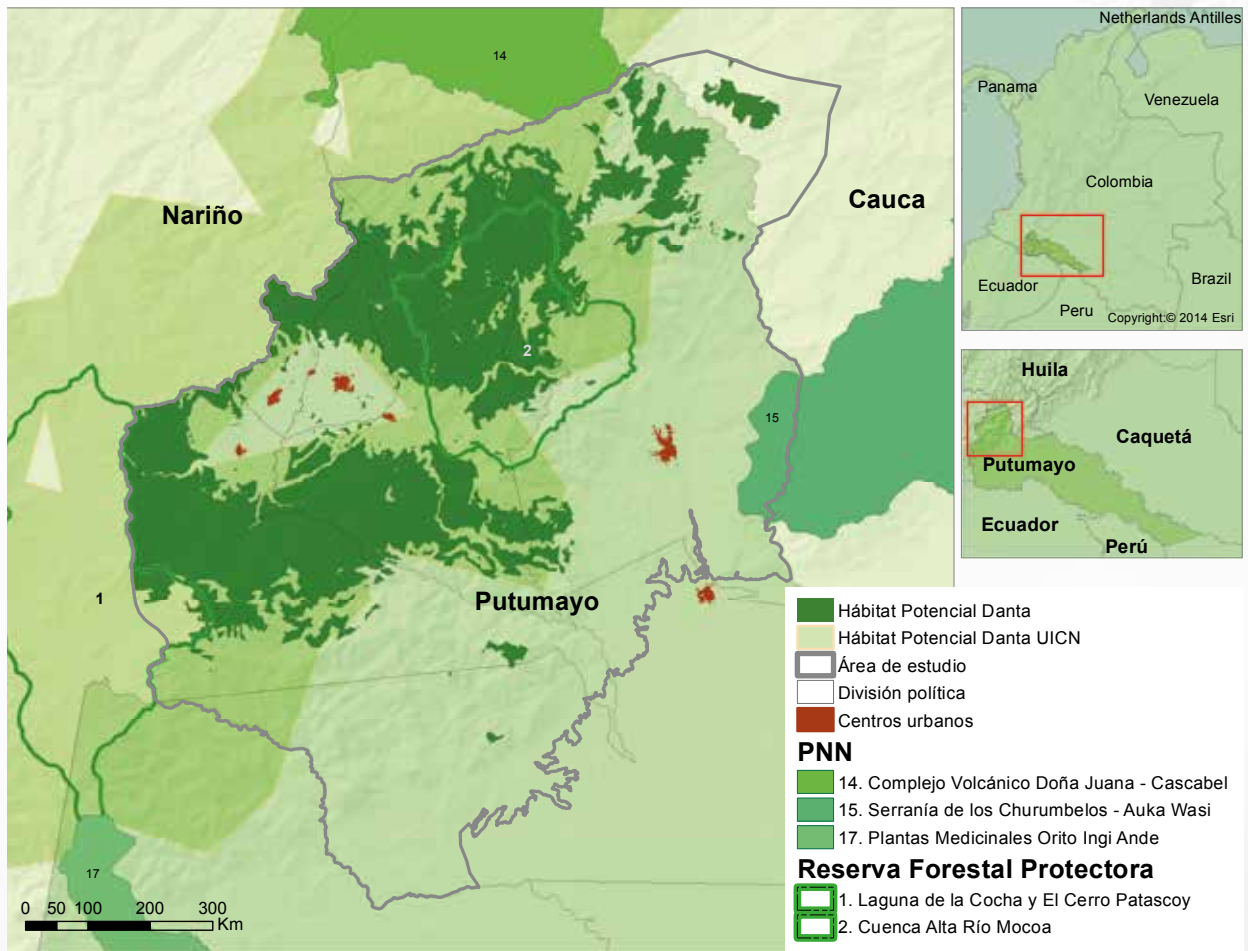 14
Nariño
Cauca
2
15
1
Putumayo
17
0 50 100 200 300
Km
Netherlands Antilles
Panama
Venezuela
Colombia
Ecuador
Brazil
Peru
Copyright:© 2014 Esri
Huila
Caquetá
Putumayo
Ecuador
Perú
Hábitat Potencial Danta
Hábitat Potencial Danta UICN
Área de estudio
División política
Centros urbanos
PNN
14. Complejo Volcánico Doña Juana - Cascabel
15. Serranía de los Churumbelos - Auka Wasi
17. Plantas Medicinales Orito Ingi Ande
Reserva Forestal Protectora
1. Laguna de la Cocha y El Cerro Patascoy
2. Cuenca Alta Río Mocoa